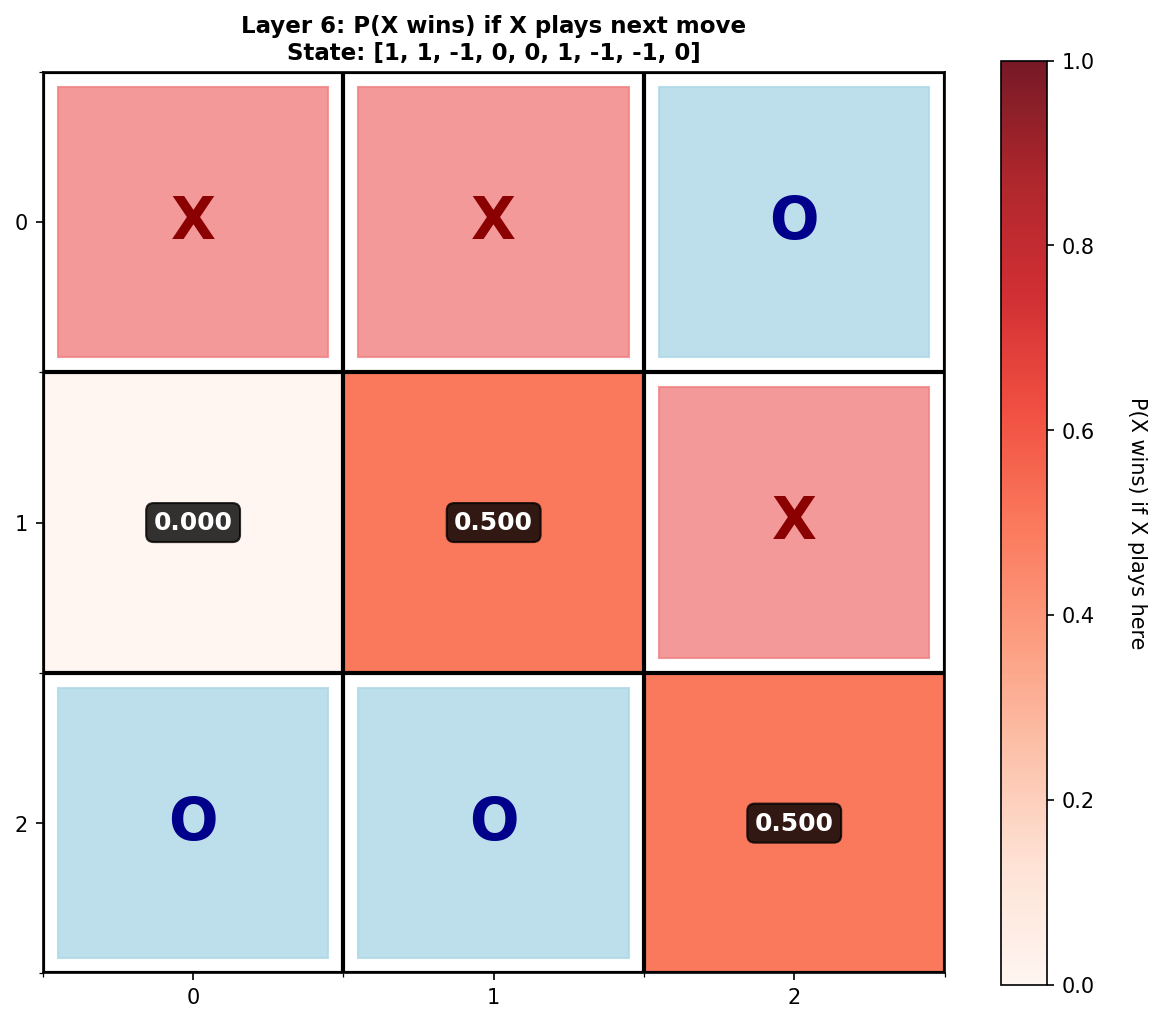 Layer 6: P(X wins) if X plays next move
State: [1, 1, -1, 0, 0, 1, -1, -1, 0]
0
X
X
O
1
0.000
0.500
X
2
O
O
0.500
0
1
2
1.0
0.8
0.6
0.4
0.2
0.0
P(X wins) if X plays here